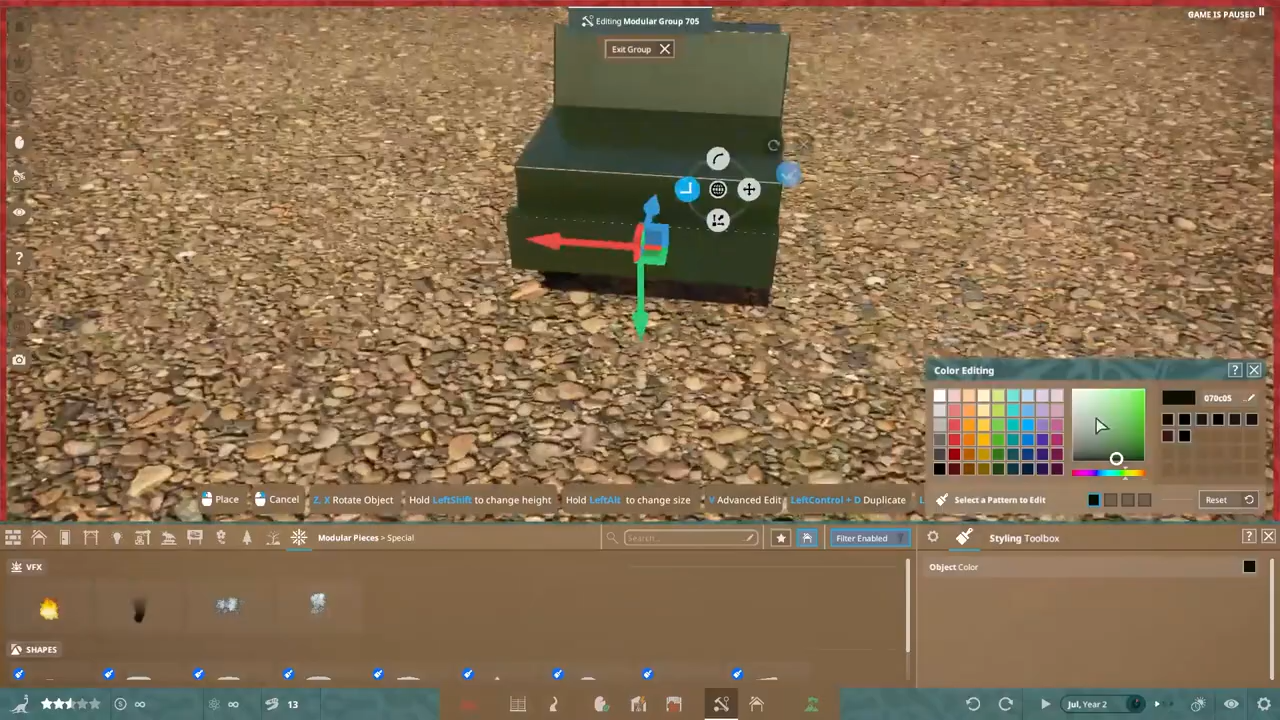 Editing Modular Group 705
GAME IS PAUSED
Exit Group
Color Editing
?
070c05
Place
Cancel
Z, X Rotate Object
Hold LeftShift to change height
Hold LeftAlt to change size
V Advanced Edit
LeftControl + D Duplicate
Select a Pattern to Edit
Reset
Modular Pieces > Special
Search...
Filter Enabled
Styling Toolbox
?
VFX
Object Color
SHAPES
?
∞
∞
13
Jul, Year 2